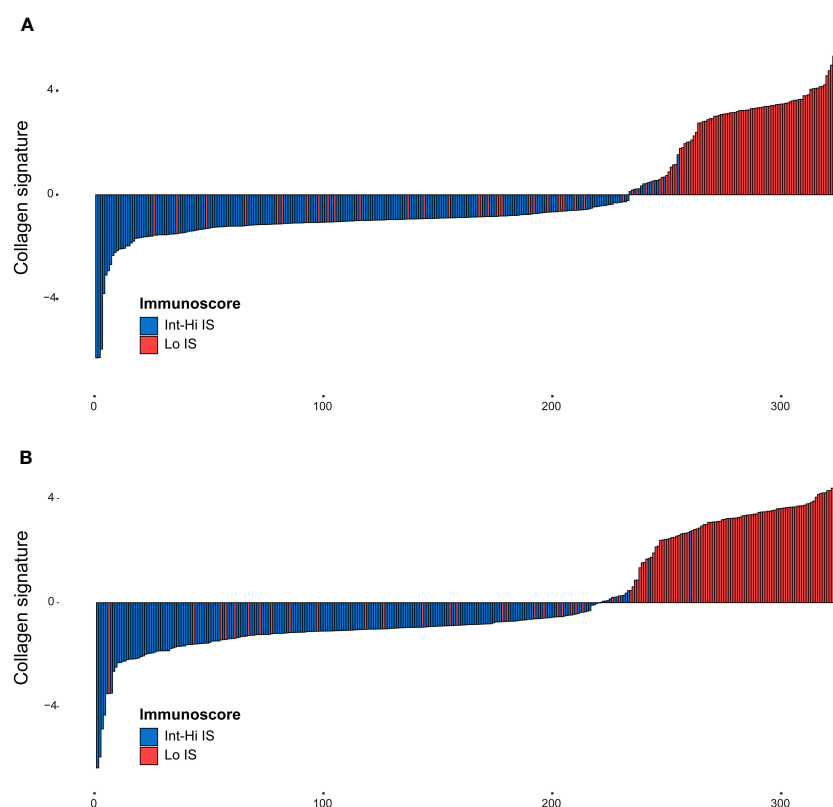 A
Collagen signature
4
0
−4
Immunoscore
Int-Hi IS
Lo IS
0 100 200 300
B
Collagen signature
4
0
−4
Immunoscore
Int-Hi IS
Lo IS
0 100 200 300